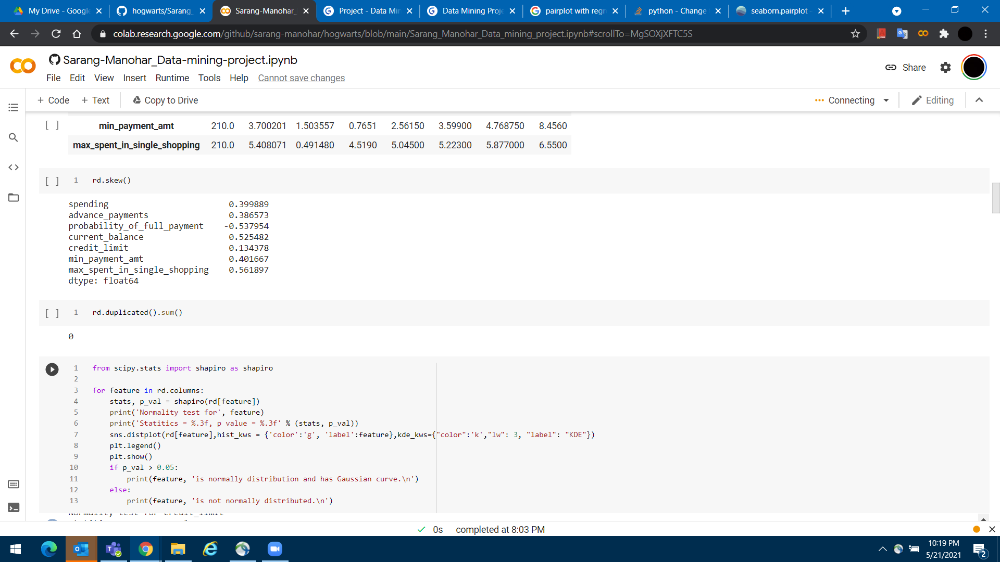 My Drive - Google
hogwarts/Sarang_
Sarang-Manohar_
Project - Data Min
Data Mining Proje
pairplot with regr
python - Change
seaborn.pairplot -
colab.research.google.com/github/sarang-manohar/hogwarts/blob/main/Sarang_Manohar_Data_mining_project.ipynb#scrollTo=MgSOXjXFTC5S
Sarang-Manohar_Data-mining-project.ipynb
Share
File Edit View Insert Runtime Tools Help Cannot save changes
+ Code + Text Copy to Drive
Connecting
Editing
[ ] min_payment_amt 210.0 3.700201 1.503557 0.7651 2.56150 3.59900 4.768750 8.4560
max_spent_in_single_shopping 210.0 5.408071 0.491480 4.5190 5.04500 5.22300 5.877000 6.5500
[ ] 1 rd.skew()
spending 0.399889
advance_payments 0.386573
probability_of_full_payment -0.537954
current_balance 0.525482
credit_limit 0.134378
min_payment_amt 0.401667
max_spent_in_single_shopping 0.561897
dtype: float64
[ ] 1 rd.duplicated().sum()
0
1 from scipy.stats import shapiro as shapiro
2
3 for feature in rd.columns:
4 stats, p_val = shapiro(rd[feature])
5 print('Normality test for', feature)
6 print('Statitics = %.3f, p value = %.3f' % (stats, p_val))
7 sns.distplot(rd[feature],hist_kws = {'color':'g', 'label':feature},kde_kws={"color":'k',"lw": 3, "label": "KDE"})
8 plt.legend()
9 plt.show()
10 if p_val > 0.05:
11 print(feature, 'is normally distribution and has Gaussian curve.\n')
12 else:
13 print(feature, 'is not normally distributed.\n')
Normality test for credit_limit
0s completed at 8:03 PM
10:19 PM
5/21/2021
2